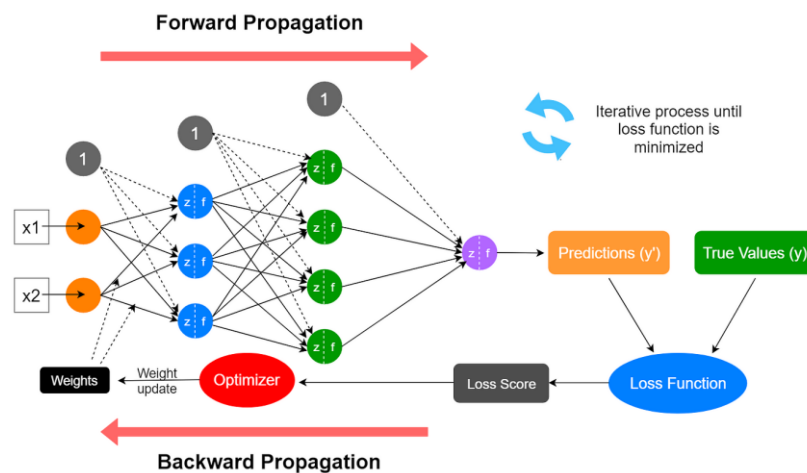 Forward Propagation
1
1
1
Iterative process until
loss function is
minimized
z f
z f
z f
z f
z f
z f
z f
z f
x1
x2
Predictions (y')
True Values (y)
Weights
Weight
update
Optimizer
Loss Score
Loss Function
Backward Propagation